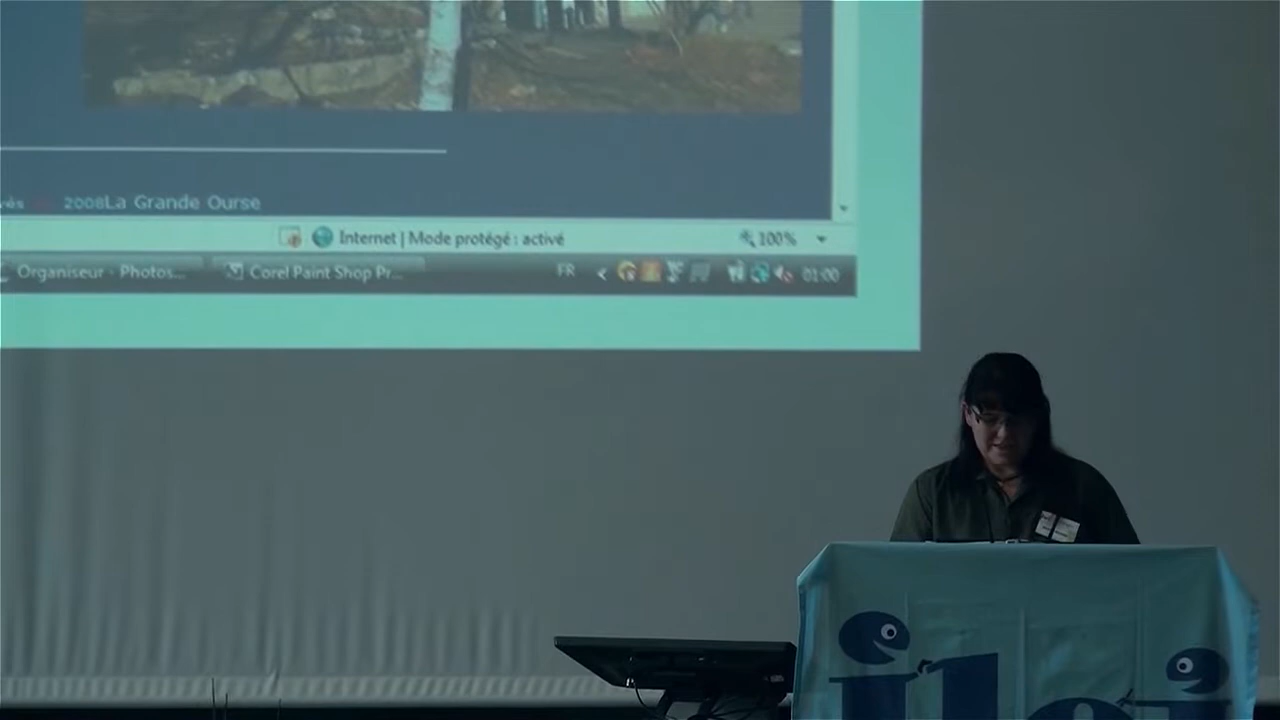 2008La Grande Ourse
Internet | Mode protégé : activé
100%
Organiseur - Photos...
Corel Paint Shop Pr...
FR
01:00